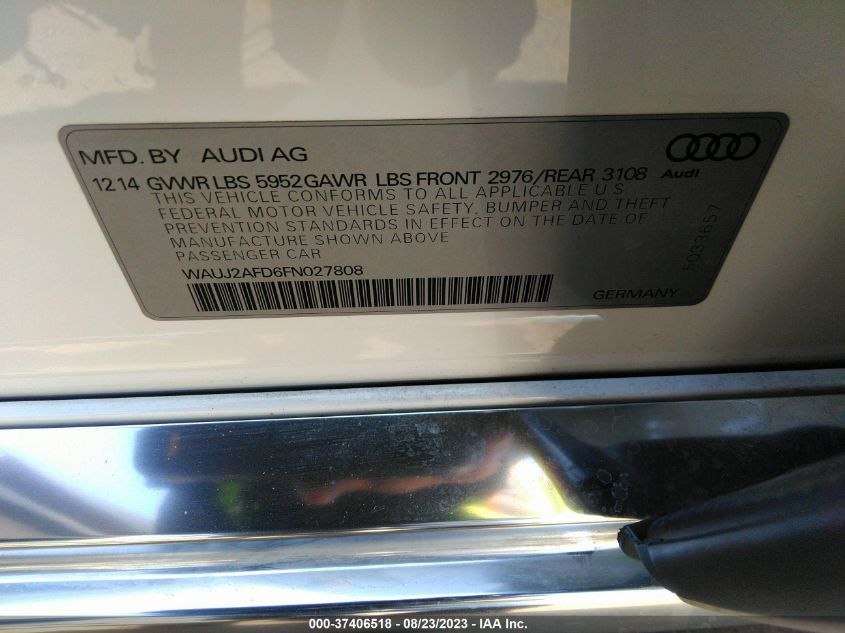 MFD. BY AUDI AG
12 14 GVWR LBS 5952 GAWR LBS FRONT 2976/REAR 3108
Audi
THIS VEHICLE CONFORMS TO ALL APPLICABLE U.S
FEDERAL MOTOR VEHICLE SAFETY, BUMPER AND THEFT
PREVENTION STANDARDS IN EFFECT ON THE DATE OF
MANUFACTURE SHOWN ABOVE
PASSENGER CAR
WAUJ2AFD6FN027808
GERMANY
5033657
000-37406518 - 08/23/2023 - IAA Inc.